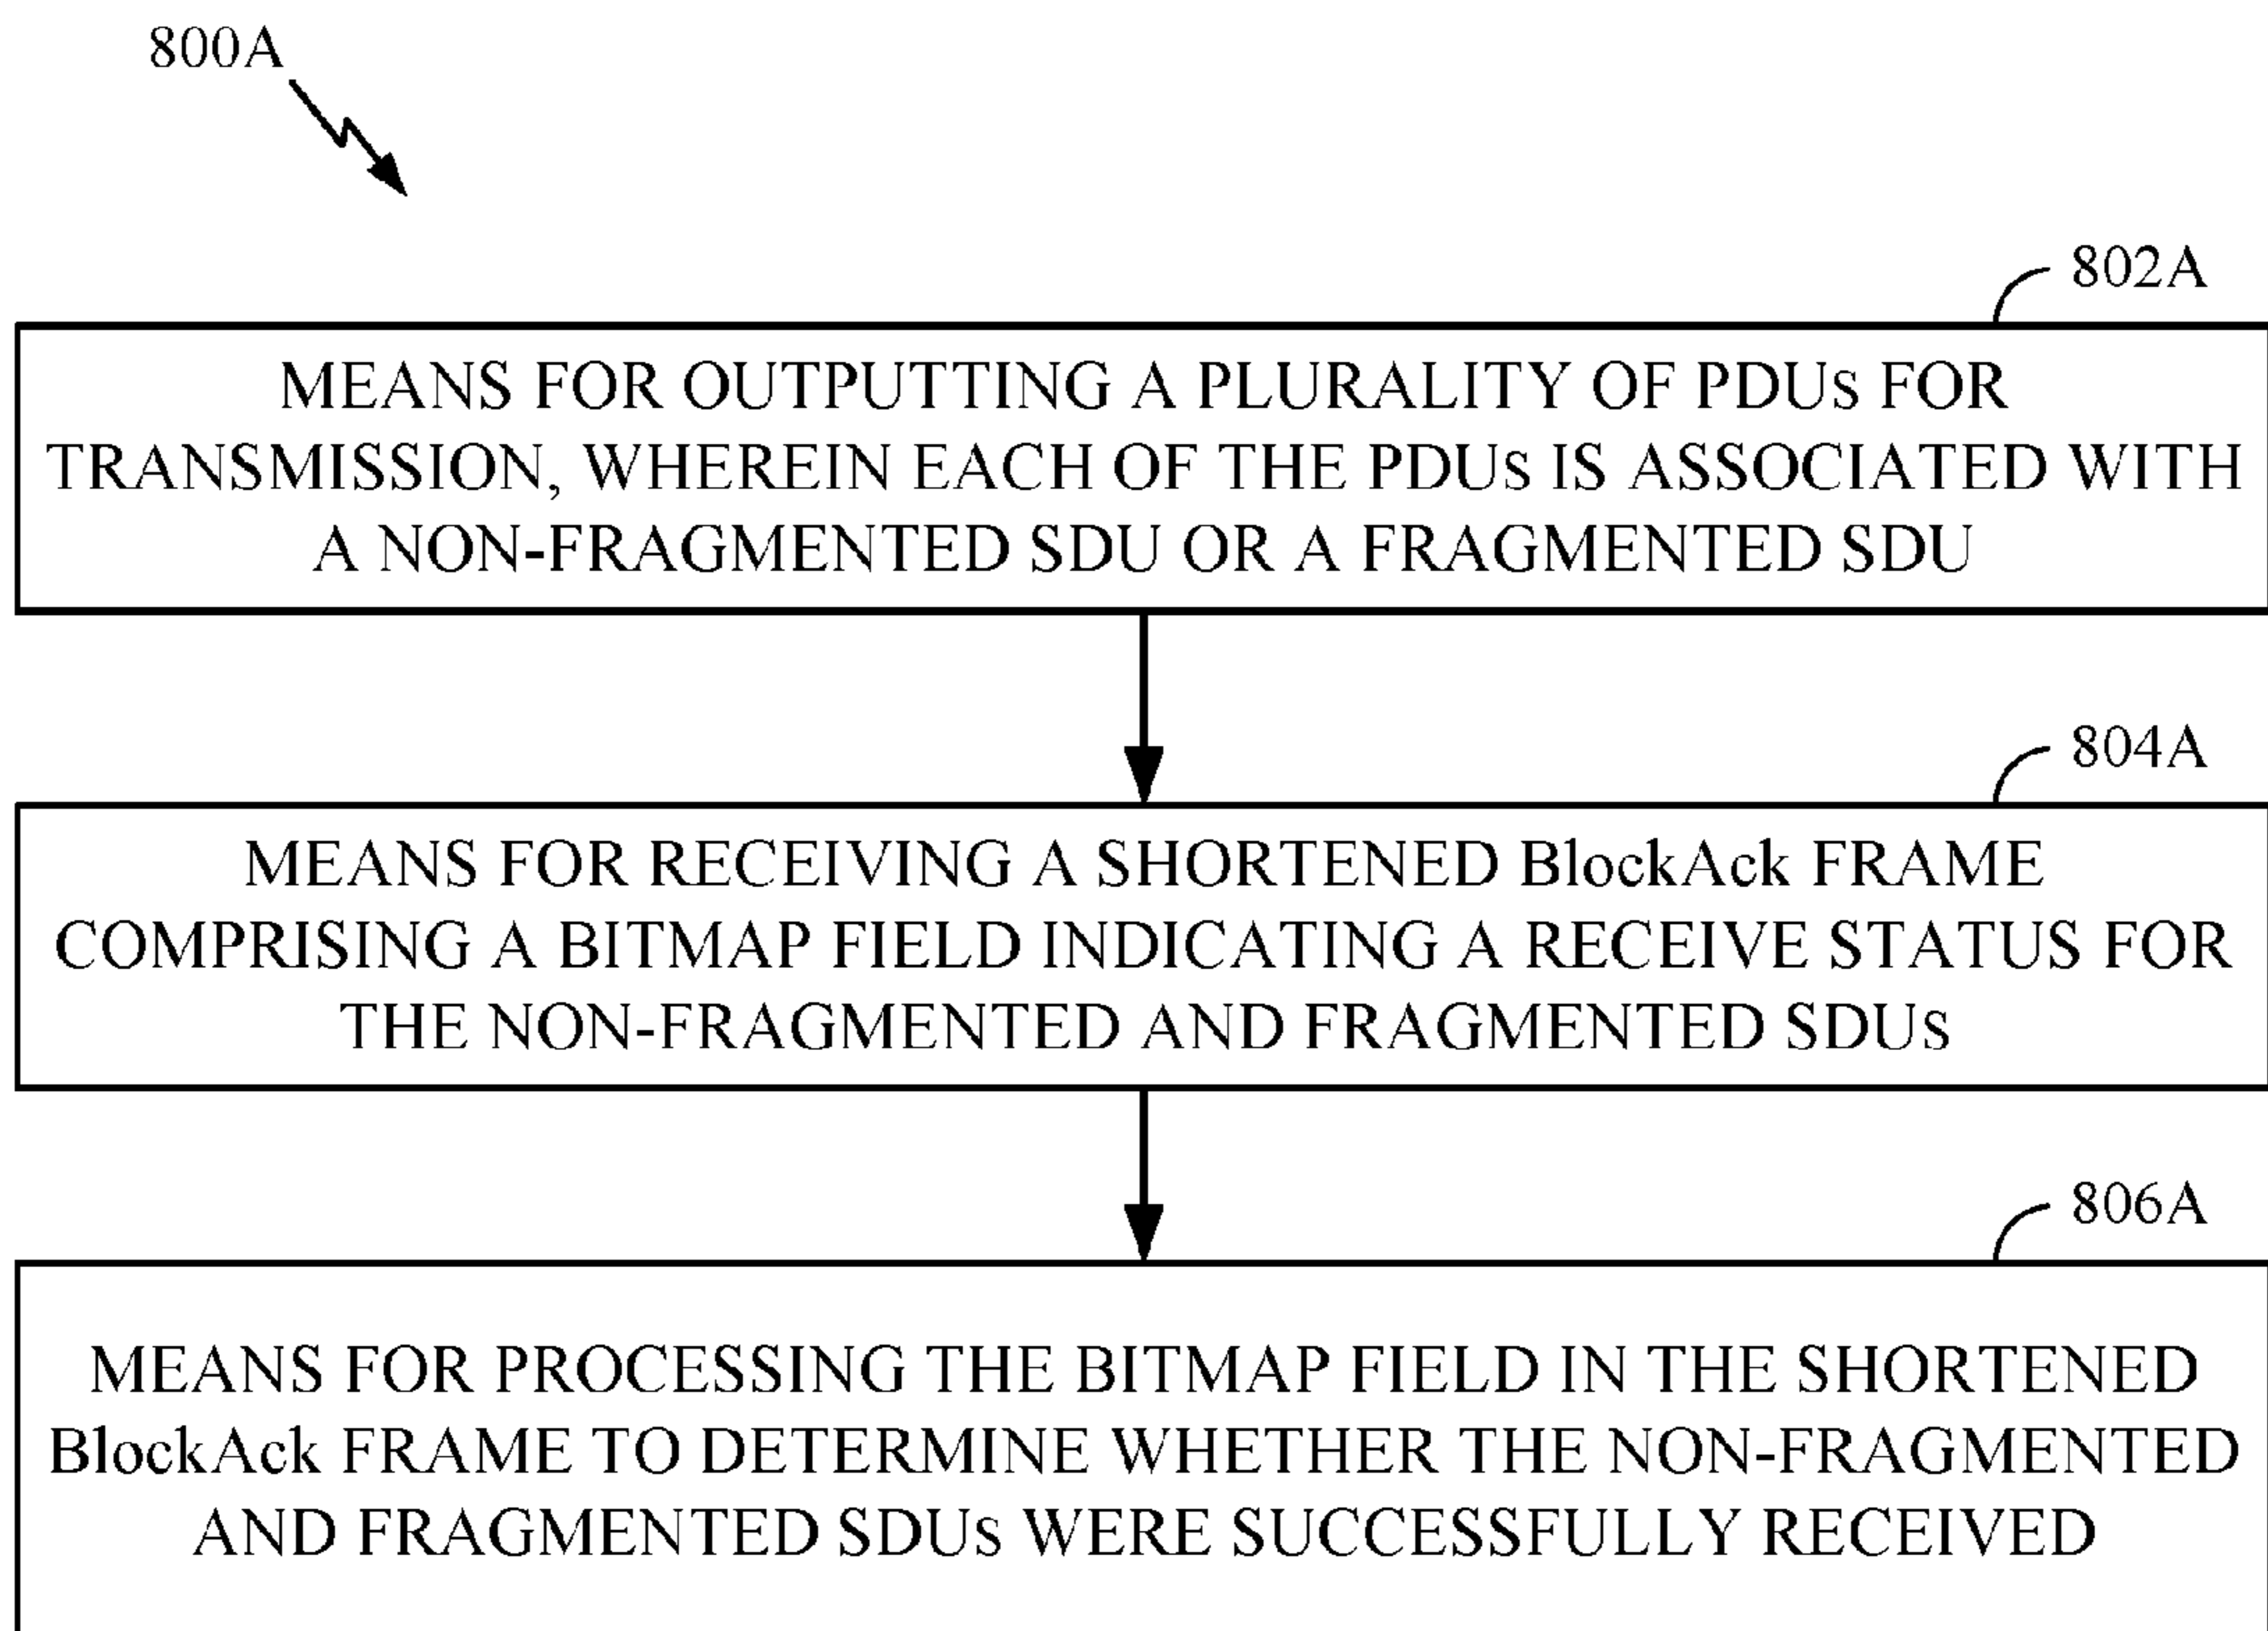 800A
802A
MEANS FOR OUTPUTTING A PLURALITY OF PDUs FOR
TRANSMISSION, WHEREIN EACH OF THE PDUs IS ASSOCIATED WITH
A NON-FRAGMENTED SDU OR A FRAGMENTED SDU
804A
MEANS FOR RECEIVING A SHORTENED BlockAck FRAME
COMPRISING A BITMAP FIELD INDICATING A RECEIVE STATUS FOR
THE NON-FRAGMENTED AND FRAGMENTED SDUs
806A
MEANS FOR PROCESSING THE BITMAP FIELD IN THE SHORTENED
BlockAck FRAME TO DETERMINE WHETHER THE NON-FRAGMENTED
AND FRAGMENTED SDUs WERE SUCCESSFULLY RECEIVED